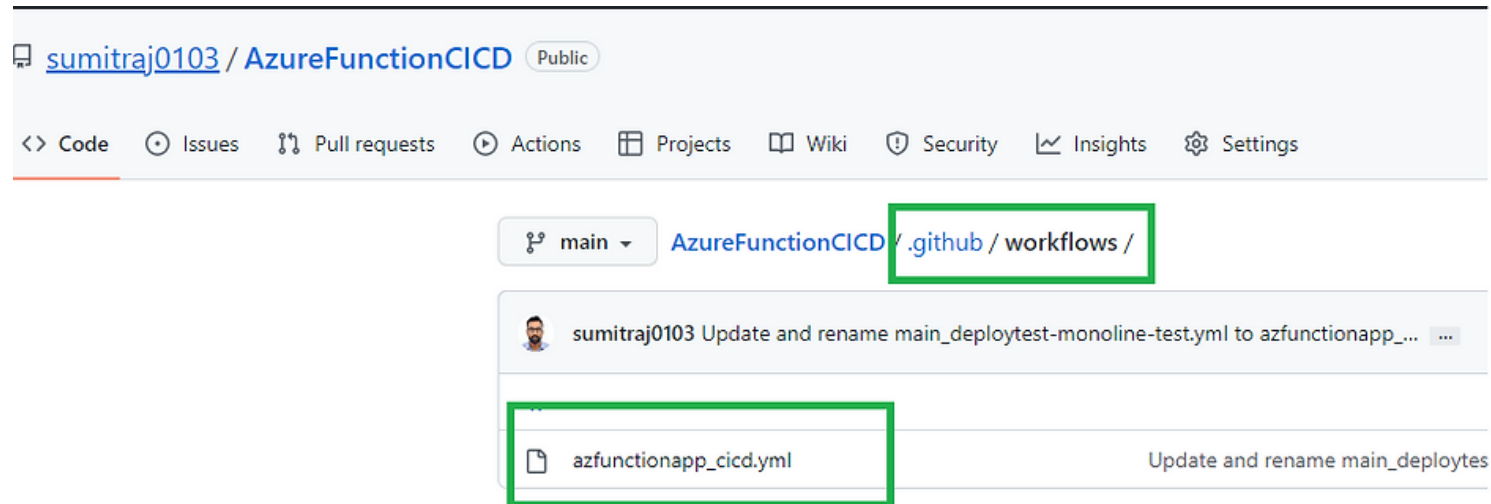 sumitraj0103 / AzureFunctionCICD Public
<> Code Issues Pull requests Actions Projects Wiki Security Insights Settings
main AzureFunctionCICD / .github / workflows /
sumitraj0103 Update and rename main_deploytest-monoline-test.yml to azfunctionapp_... ...
azfunctionapp_cicd.yml Update and rename main_deploytes